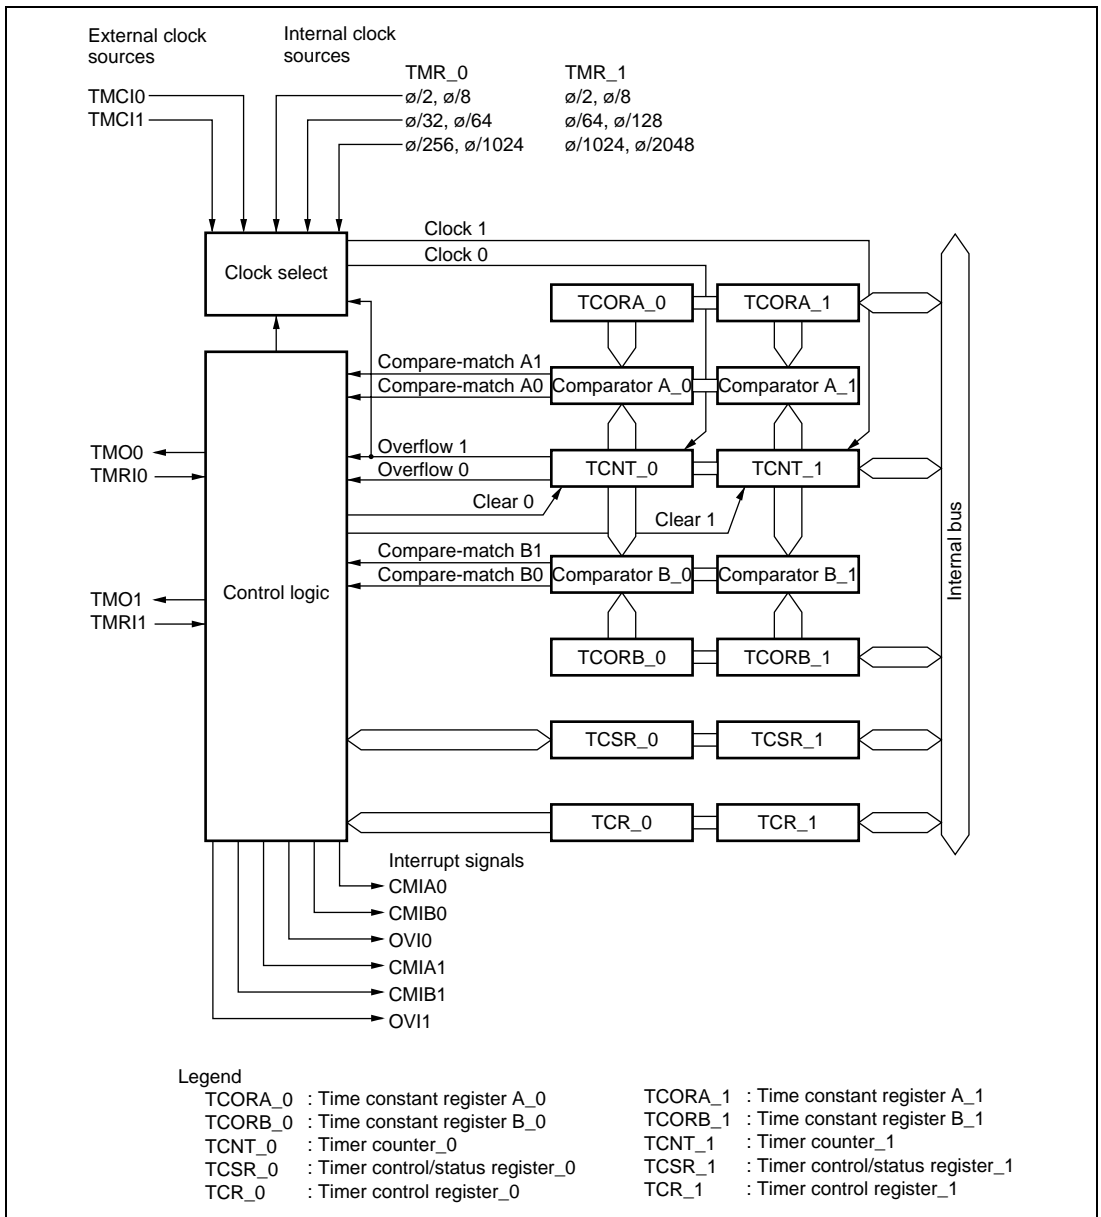 External clock
sources
Internal clock
sources
TMR_0
TMR_1
TMCI0
ø/2, ø/8
ø/2, ø/8
TMCI1
ø/32, ø/64
ø/64, ø/128
ø/256, ø/1024
ø/1024, ø/2048
Clock 1
Clock 0
Clock select
TCORA_0
TCORA_1
Compare-match A1
Compare-match A0
Comparator A_0
Comparator A_1
TMO0
TMRI0
Overflow 1
Overflow 0
TCNT_0
TCNT_1
Clear 0
Clear 1
Internal bus
Compare-match B1
Compare-match B0
Comparator B_0
Comparator B_1
Control logic
TMO1
TMRI1
TCORB_0
TCORB_1
TCSR_0
TCSR_1
TCR_0
TCR_1
Interrupt signals
CMIA0
CMIB0
OVI0
CMIA1
CMIB1
OVI1
Legend
TCORA_0 : Time constant register A_0
TCORB_0 : Time constant register B_0
TCNT_0 : Timer counter_0
TCSR_0 : Timer control/status register_0
TCR_0 : Timer control register_0
TCORA_1 : Time constant register A_1
TCORB_1 : Time constant register B_1
TCNT_1 : Timer counter_1
TCSR_1 : Timer control/status register_1
TCR_1 : Timer control register_1